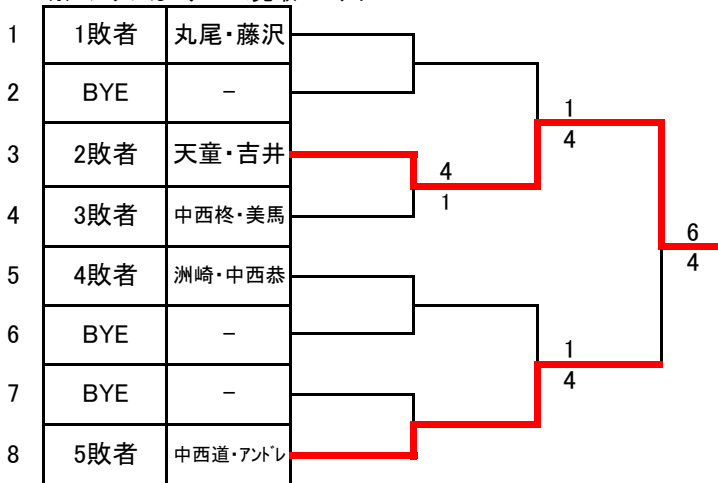 1 1敗者 丸尾・藤沢
2 BYE －
1
4
3 2敗者 天童・吉井
4
1
4 3敗者 中西柊・美馬
6
4
5 4敗者 洲崎・中西恭
6 BYE －
1
4
7 BYE －
8 5敗者 中西道・アンドレ